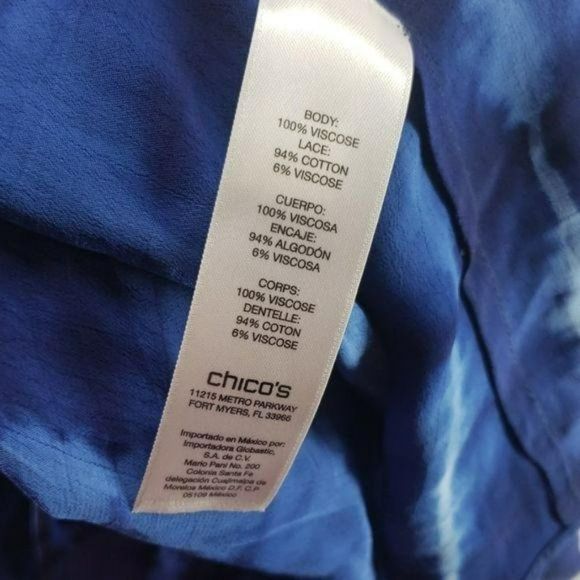 BODY:
100% VISCOSE
LACE:
94% COTTON
6% VISCOSE
CUERPO:
100% VISCOSA
ENCAJE:
94% ALGODÓN
6% VISCOSA
CORPS:
100% VISCOSE
DENTELLE:
94% COTON
6% VISCOSE
chico's
11215 METRO PARKWAY
FORT MYERS, FL 33966
Importado en México por:
Importadora Globastic,
S.A. de C.V.
Mario Pani No. 200
Colonia Santa Fe
delegación Cuajimalpa de
Morelos México D.F. C.P
05109 México